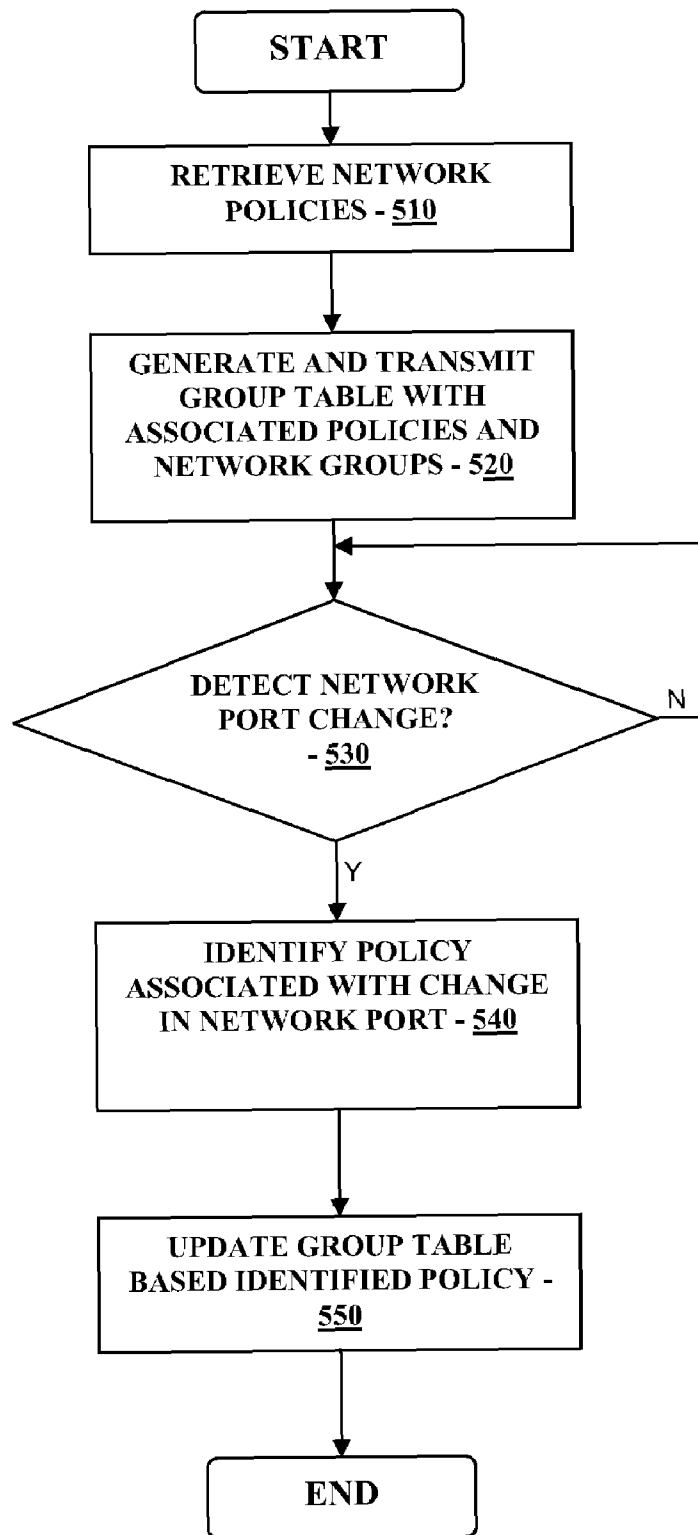 START
RETRIEVE NETWORK
POLICIES - 510
GENERATE AND TRANSMIT
GROUP TABLE WITH
ASSOCIATED POLICIES AND
NETWORK GROUPS - 520
DETECT NETWORK
PORT CHANGE?
- 530
N
Y
IDENTIFY POLICY
ASSOCIATED WITH CHANGE
IN NETWORK PORT - 540
UPDATE GROUP TABLE
BASED IDENTIFIED POLICY -
550
END